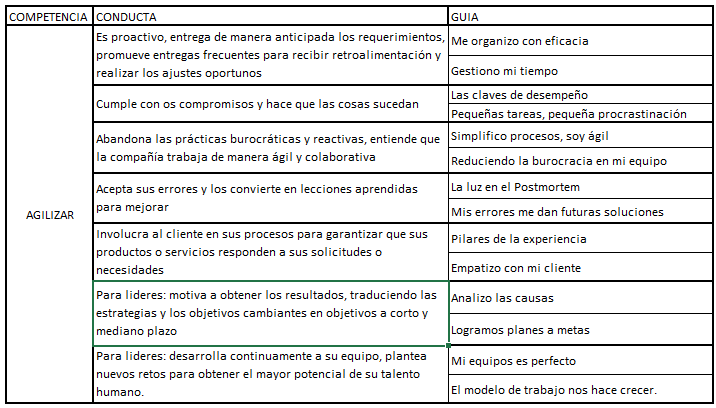 COMPETENCIA CONDUCTA GUIA
AGILIZAR
Es proactivo, entrega de manera anticipada los requerimientos,
promueve entregas frecuentes para recibir retroalimentación y
realizar los ajustes oportunos
Me organizo con eficacia
Gestiono mi tiempo
Cumple con os compromisos y hace que las cosas sucedan
Las claves de desempeño
Pequeñas tareas, pequeña procrastinación
Abandona las prácticas burocráticas y reactivas, entiende que
la compañía trabaja de manera ágil y colaborativa
Simplifico procesos, soy ágil
Reduciendo la burocracia en mi equipo
Acepta sus errores y los convierte en lecciones aprendidas
para mejorar
La luz en el Postmortem
Mis errores me dan futuras soluciones
Involucra al cliente en sus procesos para garantizar que sus
productos o servicios responden a sus solicitudes o
necesidades
Pilares de la experiencia
Empatizo con mi cliente
Para lideres: motiva a obtener los resultados, traduciendo las
estrategias y los objetivos cambiantes en objetivos a corto y
mediano plazo
Analizo las causas
Logramos planes a metas
Para lideres: desarrolla continuamente a su equipo, plantea
nuevos retos para obtener el mayor potencial de su talento
humano.
Mi equipos es perfecto
El modelo de trabajo nos hace crecer.